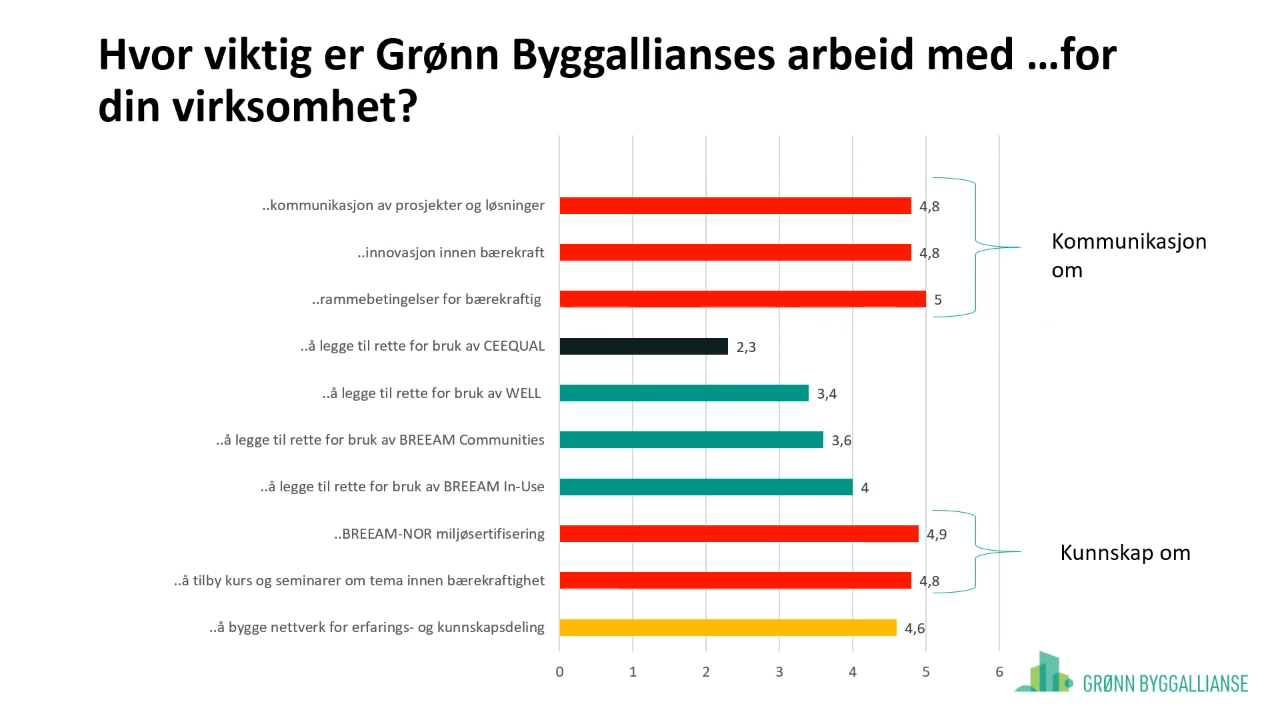 Hvor viktig er Grønn Byggallianses arbeid med …for
din virksomhet?
..kommunikasjon av prosjekter og løsninger
4,8
..innovasjon innen bærekraft
4,8
..rammebetingelser for bærekraftig
5
Kommunikasjon
om
..å legge til rette for bruk av CEEQUAL
2,3
..å legge til rette for bruk av WELL
3,4
..å legge til rette for bruk av BREEAM Communities
3,6
..å legge til rette for bruk av BREEAM In-Use
4
..BREEAM-NOR miljøsertifisering
4,9
..å tilby kurs og seminarer om tema innen bærekraftighet
4,8
Kunnskap om
..å bygge nettverk for erfarings- og kunnskapsdeling
4,6
0 1 2 3 4 5 6
GRØNN BYGGALLIANSE